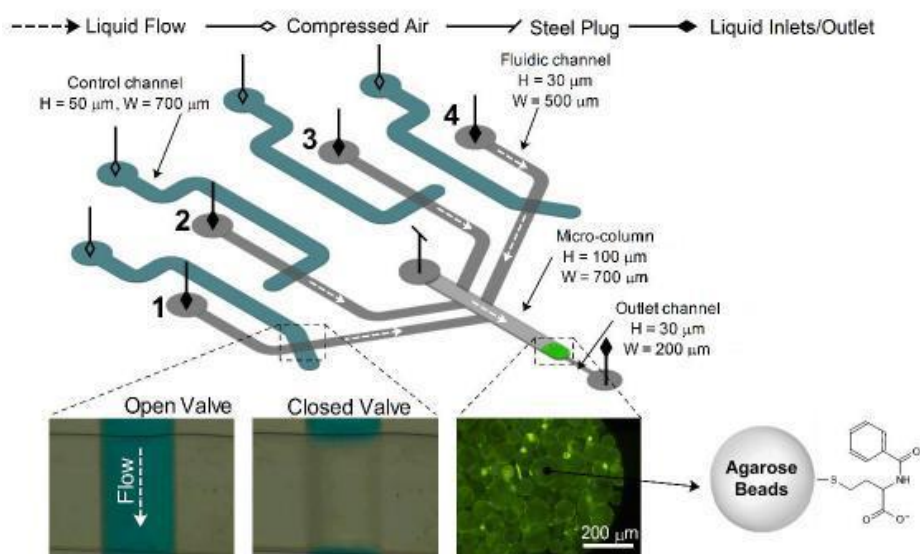 Liquid Flow Compressed Air Steel Plug Liquid Inlets/Outlet
Control channel
H = 50 μm, W = 700 μm
Fluidic channel
H = 30 μm
W = 500 μm
3
4
2
1
Micro-column
H = 100 μm
W = 700 μm
Outlet channel
H = 30 μm
W = 200 μm
Open Valve
Closed Valve
Flow
200 μm
Agarose
Beads
S
O
NH
O
O⁻